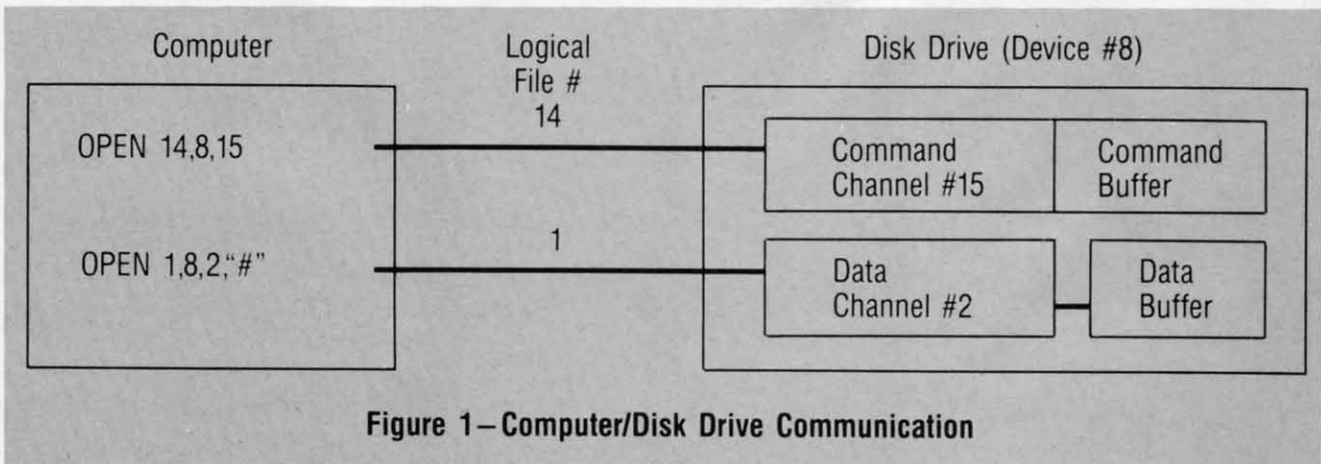 Computer
Logical
File #
14
Disk Drive (Device #8)
OPEN 14,8,15
Command
Channel #15
Command
Buffer
1
OPEN 1,8,2,“#”
Data
Channel #2
Data
Buffer
Figure 1—Computer/Disk Drive Communication